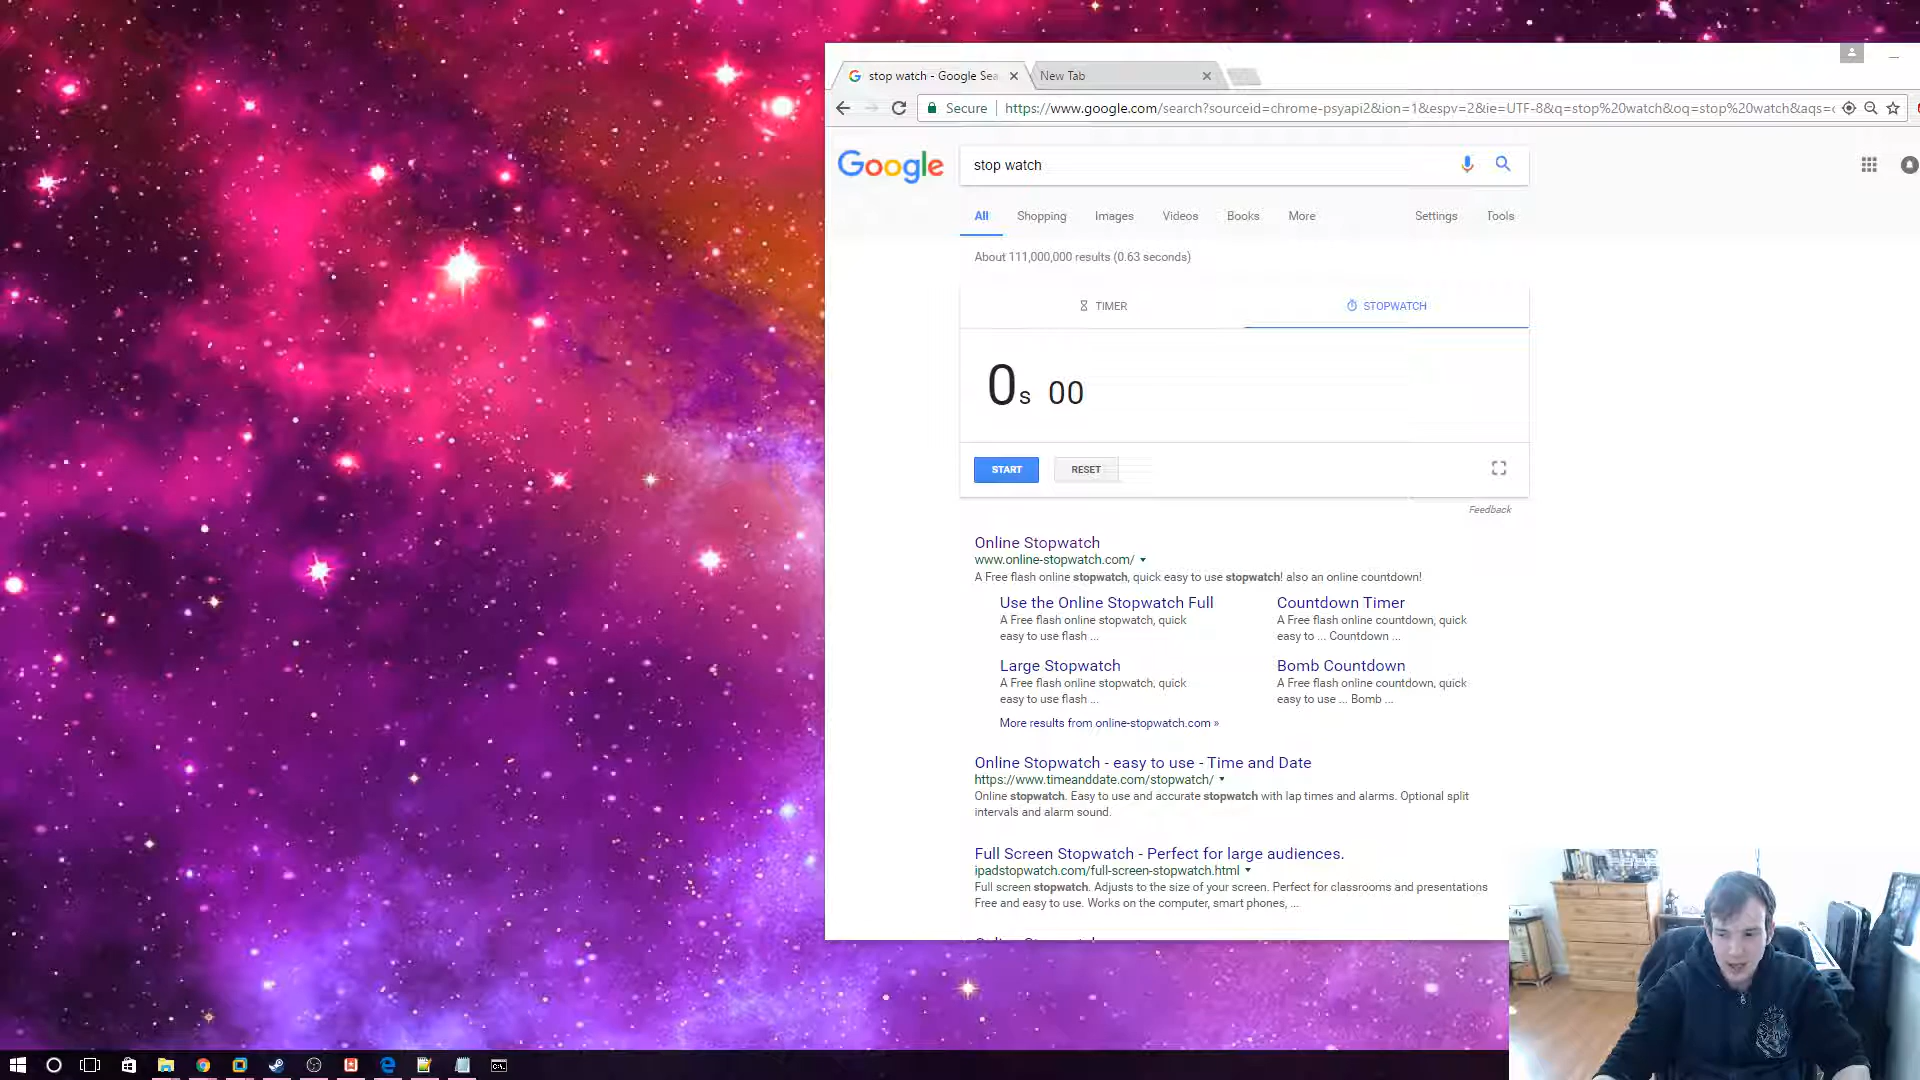 stop watch - Google Sea
New Tab
Secure
https://www.google.com/search?sourceid=chrome-psyapi2&ion=1&espv=2&ie=UTF-8&q=stop%20watch&oq=stop%20watch&aqs=c
Google
stop watch
All
Shopping
Images
Videos
Books
More
Settings
Tools
About 111,000,000 results (0.63 seconds)
TIMER
STOPWATCH
0s 00
START
RESET
Feedback
Online Stopwatch
www.online-stopwatch.com/
A Free flash online stopwatch, quick easy to use stopwatch! also an online countdown!
Use the Online Stopwatch Full
A Free flash online stopwatch, quick
easy to use flash ...
Countdown Timer
A Free flash online countdown, quick
easy to ... Countdown ...
Large Stopwatch
A Free flash online stopwatch, quick
easy to use flash ...
Bomb Countdown
A Free flash online countdown, quick
easy to use ... Bomb ...
More results from online-stopwatch.com »
Online Stopwatch - easy to use - Time and Date
https://www.timeanddate.com/stopwatch/
Online stopwatch. Easy to use and accurate stopwatch with lap times and alarms. Optional split
intervals and alarm sound.
Full Screen Stopwatch - Perfect for large audiences.
ipadstopwatch.com/full-screen-stopwatch.html
Full screen stopwatch. Adjusts to the size of your screen. Perfect for classrooms and presentations
Free and easy to use. Works on the computer, smart phones, ...